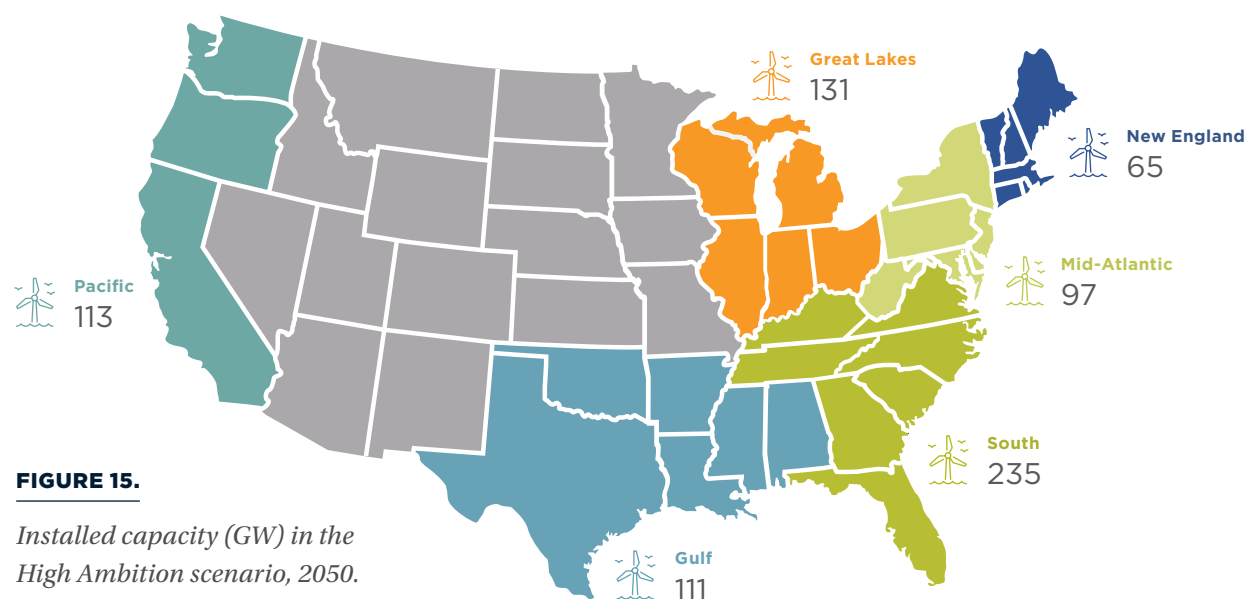 Great Lakes
131
New England
65
Mid-Atlantic
97
Pacific
113
South
235
Gulf
111
FIGURE 15.
Installed capacity (GW) in the
High Ambition scenario, 2050.